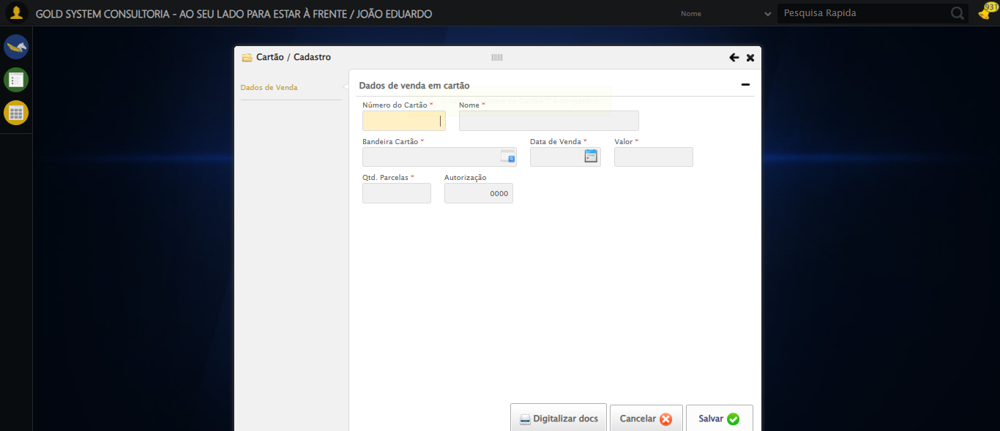 GOLD SYSTEM CONSULTORIA - AO SEU LADO PARA ESTAR À FRENTE / JOÃO EDUARDO
Nome
Pesquisa Rapida
931
Cartão / Cadastro
Dados de Venda
Dados de venda em cartão
Número do Cartão *
Nome *
Bandeira Cartão *
Data de Venda *
Valor *
Qtd. Parcelas *
Autorização
0000
Digitalizar docs
Cancelar
Salvar